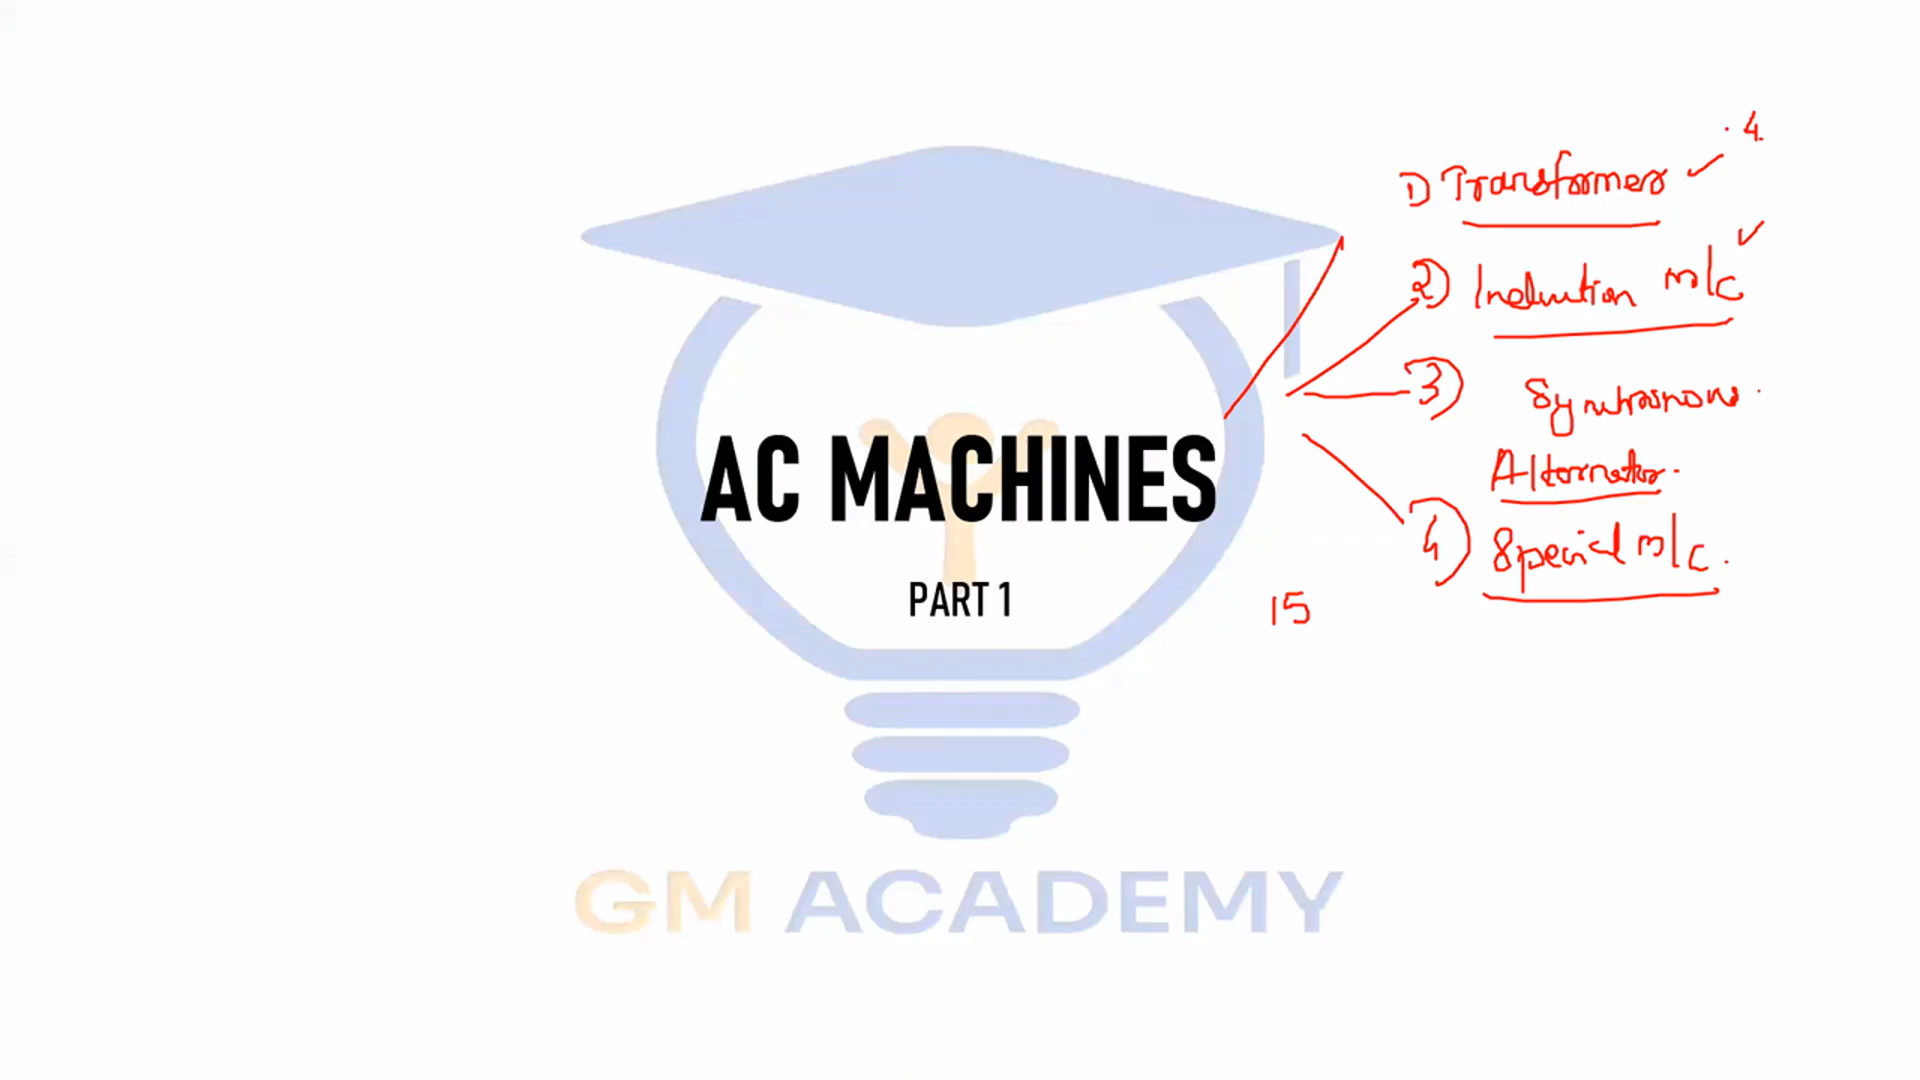 4
1) Transformer
2) Induction m/c
3) Synchronous
Alternator
AC MACHINES
4) Special m/c
PART 1
15
GM ACADEMY